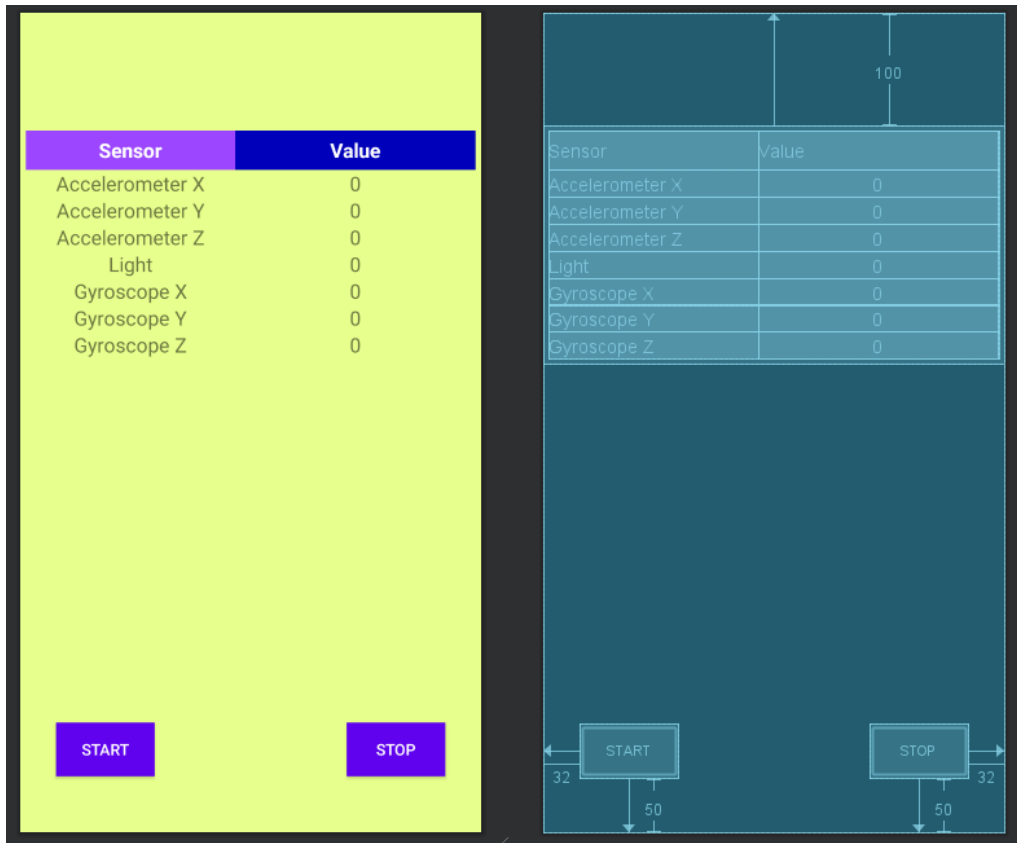 Sensor Value
Accelerometer X 0
Accelerometer Y 0
Accelerometer Z 0
Light 0
Gyroscope X 0
Gyroscope Y 0
Gyroscope Z 0
START STOP
100
Sensor Value
Accelerometer X 0
Accelerometer Y 0
Accelerometer Z 0
Light 0
Gyroscope X 0
Gyroscope Y 0
Gyroscope Z 0
START STOP
32 32
50 50